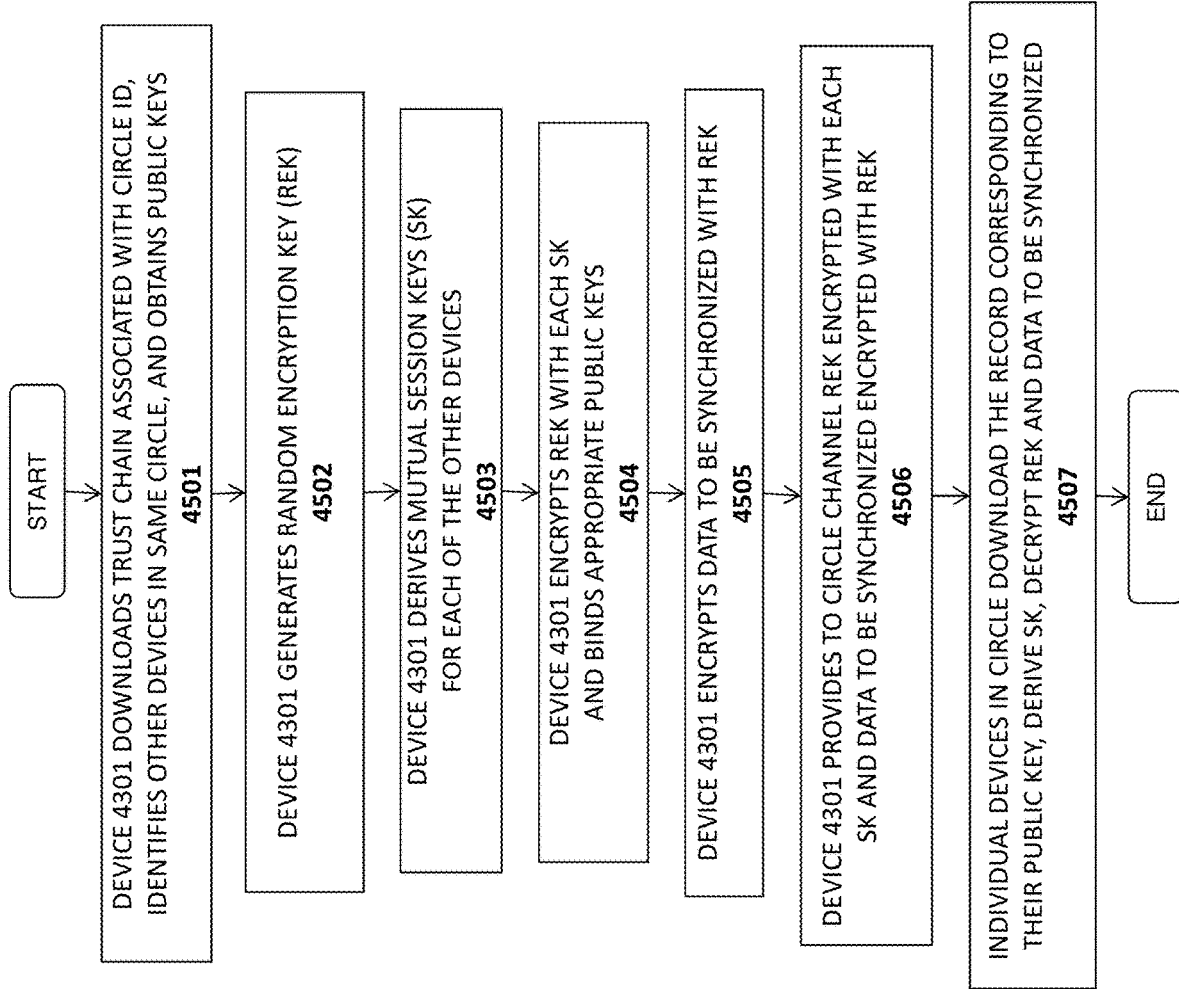 START
DEVICE 4301 DOWNLOADS TRUST CHAIN ASSOCIATED WITH CIRCLE ID,
IDENTIFIES OTHER DEVICES IN SAME CIRCLE, AND OBTAINS PUBLIC KEYS
4501
DEVICE 4301 GENERATES RANDOM ENCRYPTION KEY (REK)
4502
DEVICE 4301 DERIVES MUTUAL SESSION KEYS (SK)
FOR EACH OF THE OTHER DEVICES
4503
DEVICE 4301 ENCRYPTS REK WITH EACH SK
AND BINDS APPROPRIATE PUBLIC KEYS
4504
DEVICE 4301 ENCRYPTS DATA TO BE SYNCHRONIZED WITH REK
4505
DEVICE 4301 PROVIDES TO CIRCLE CHANNEL REK ENCRYPTED WITH EACH
SK AND DATA TO BE SYNCHRONIZED ENCRYPTED WITH REK
4506
INDIVIDUAL DEVICES IN CIRCLE DOWNLOAD THE RECORD CORRESPONDING TO
THEIR PUBLIC KEY, DERIVE SK, DECRYPT REK AND DATA TO BE SYNCHRONIZED
4507
END